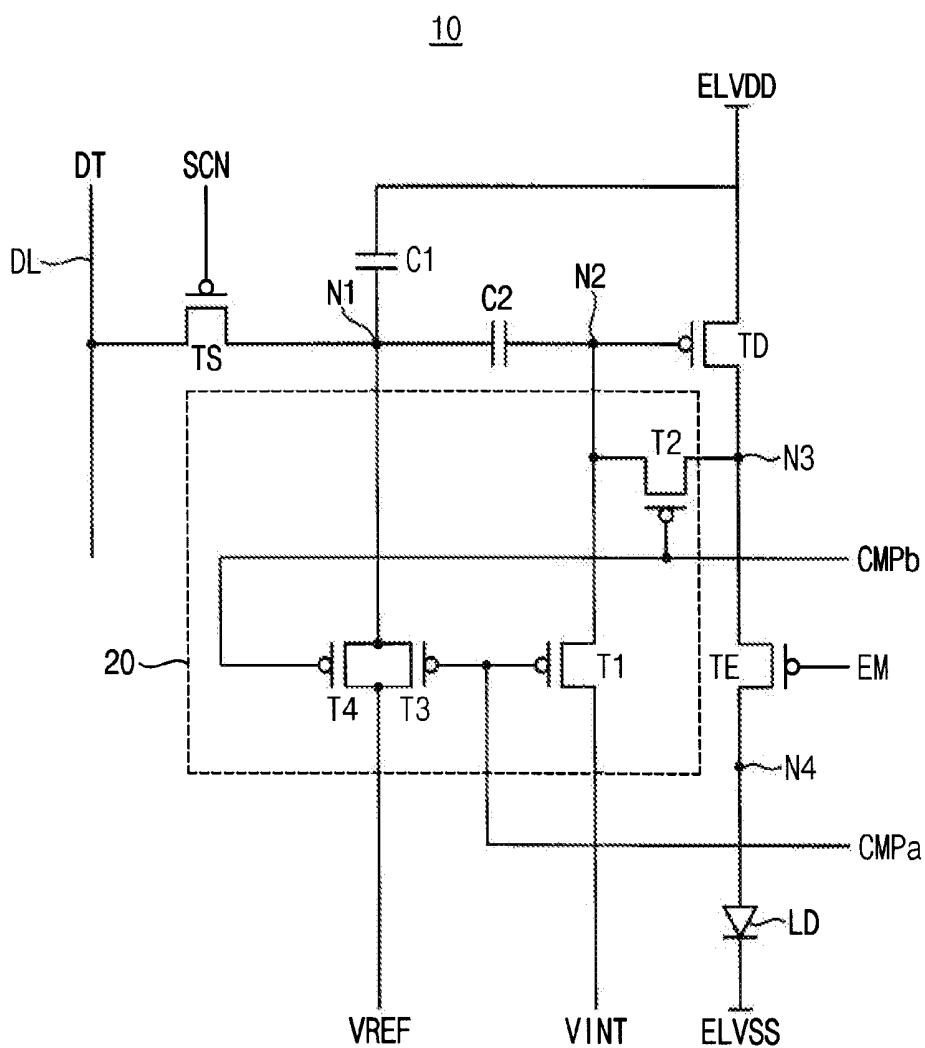 10
ELVDD
DT
SCN
DL
C1
N1
C2
N2
TS
TD
T2
N3
CMPb
20
T4
T3
T1
TE
EM
N4
CMPa
LD
VREF
VINT
ELVSS